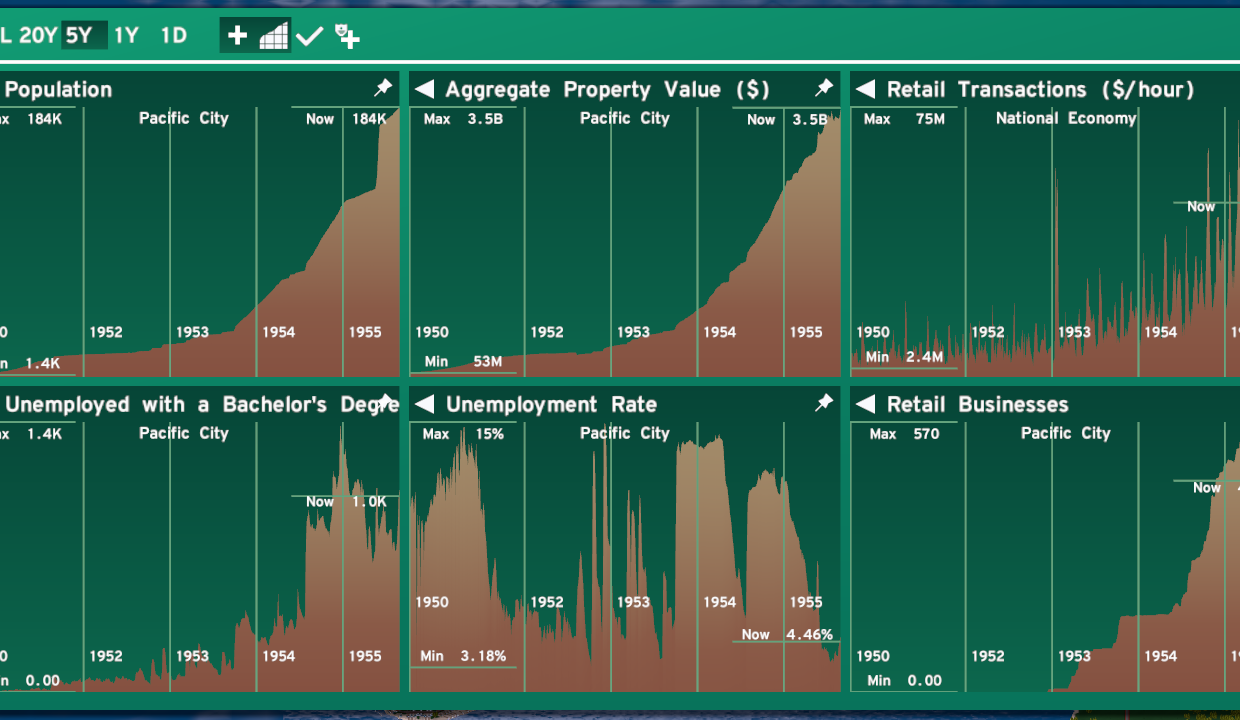 L 20Y 5Y 1Y 1D
Population
Max 184K
Pacific City
Now 184K
1952 1953 1954 1955
1.4K
Aggregate Property Value ($)
Max 3.5B
Pacific City
Now 3.5B
1950 1952 1953 1954 1955
Min 53M
Retail Transactions ($/hour)
Max 75M
National Economy
Now
1950 1952 1953 1954
Min 2.4M
Unemployed with a Bachelor's Degre
1.4K
Pacific City
Now 1.0K
1952 1953 1954 1955
0.00
Unemployment Rate
Max 15%
Pacific City
1950 1952 1953 1954 1955
Now 4.46%
Min 3.18%
Retail Businesses
Max 570
Pacific City
Now
1950 1952 1953 1954
Min 0.00